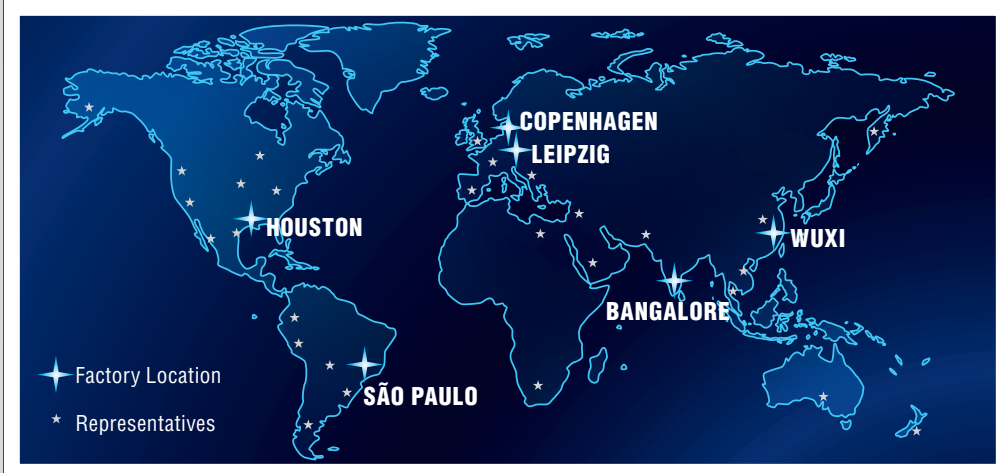 COPENHAGEN
LEIPZIG
HOUSTON
WUXI
BANGALORE
SÃO PAULO
Factory Location
Representatives